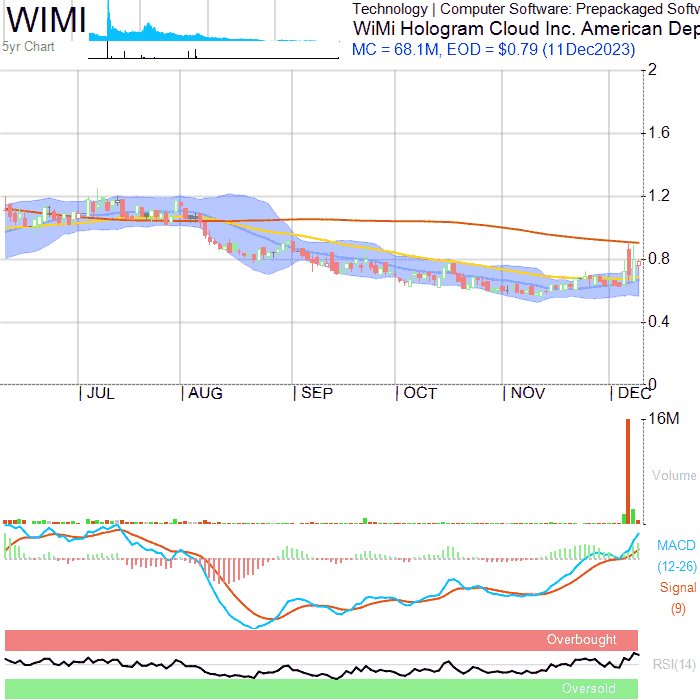 WIMI
5yr Chart
Technology | Computer Software: Prepackaged Softw
WiMi Hologram Cloud Inc. American Dep
MC = 68.1M, EOD = $0.79 (11Dec2023)
2
1.6
1.2
0.8
0.4
0
JUL AUG SEP OCT NOV DEC
16M
Volume
MACD
(12-26)
Signal
(9)
Overbought
RSI(14)
Oversold